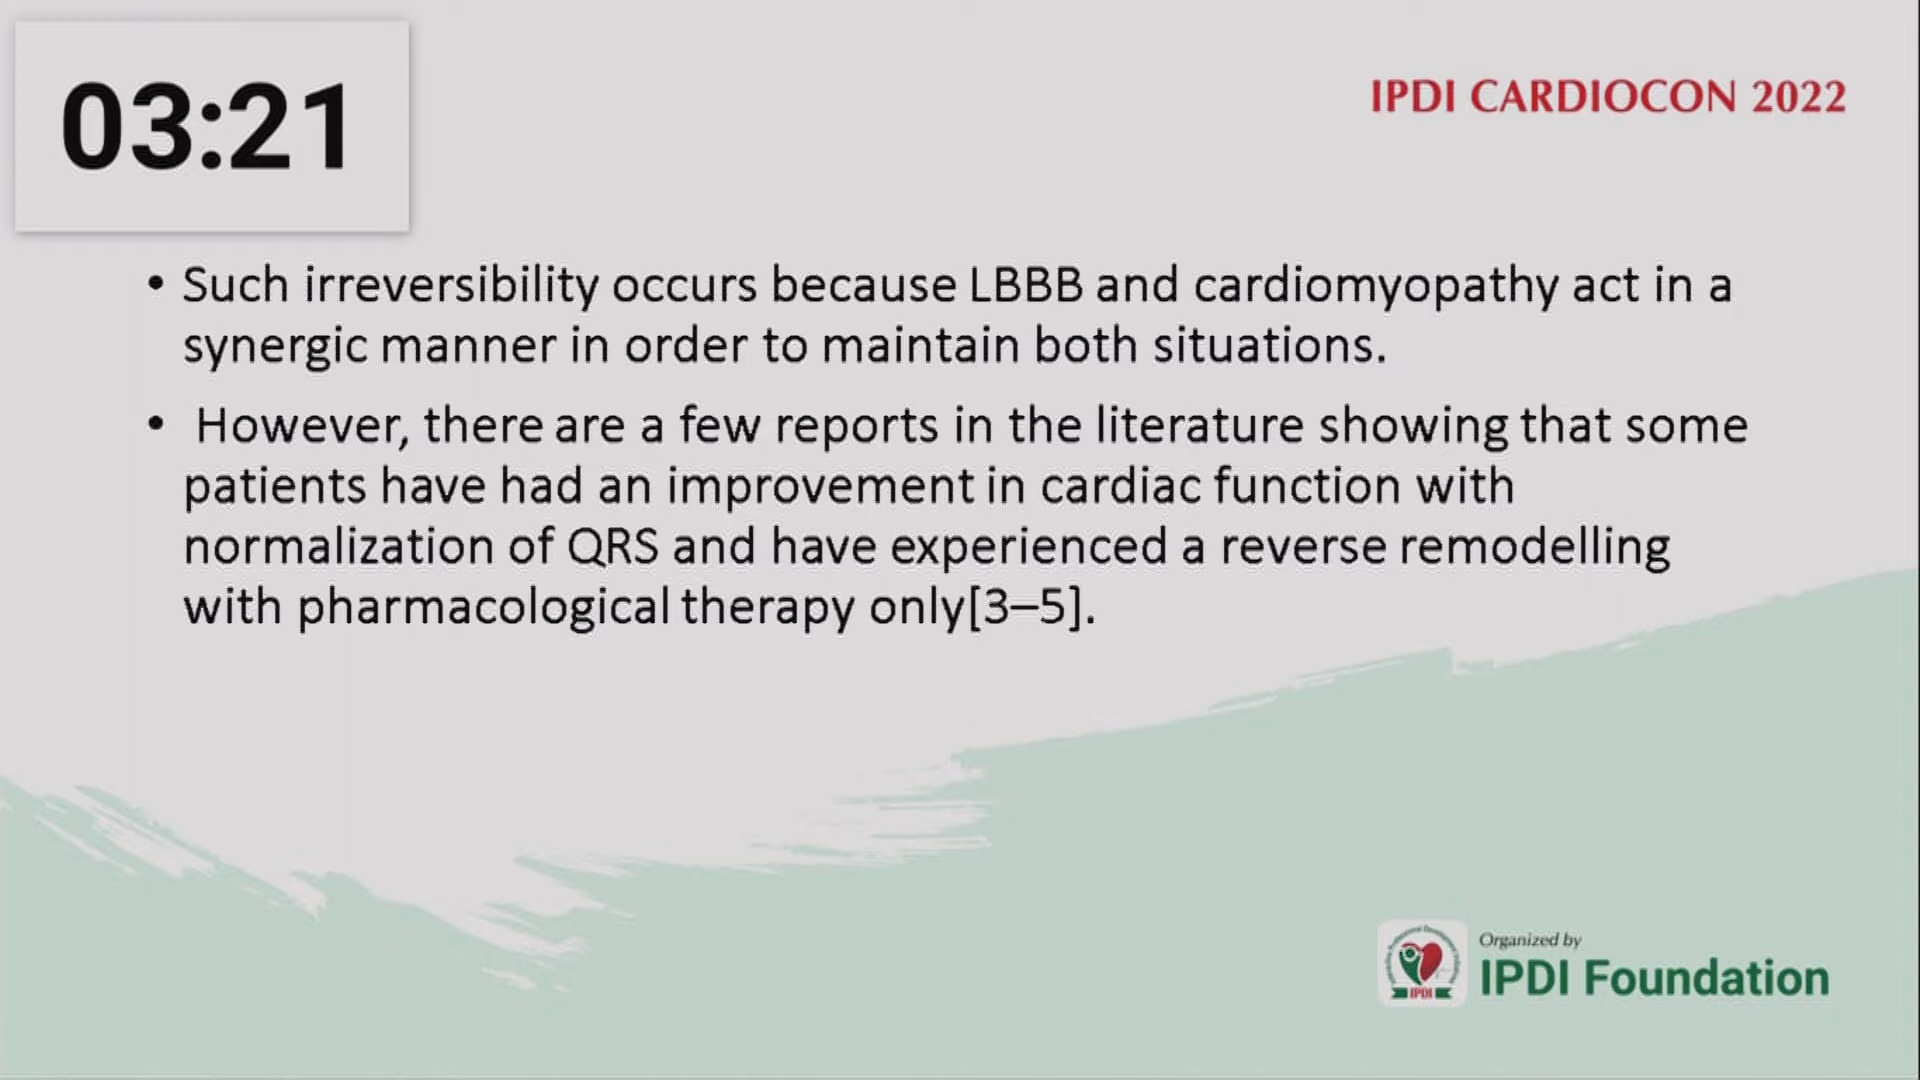 03:21
IPDI CARDIOCON 2022
• Such irreversibility occurs because LBBB and cardiomyopathy act in a
synergic manner in order to maintain both situations.
• However, there are a few reports in the literature showing that some
patients have had an improvement in cardiac function with
normalization of QRS and have experienced a reverse remodelling
with pharmacological therapy only[3–5].
Organized by
IPDI Foundation
IPDI